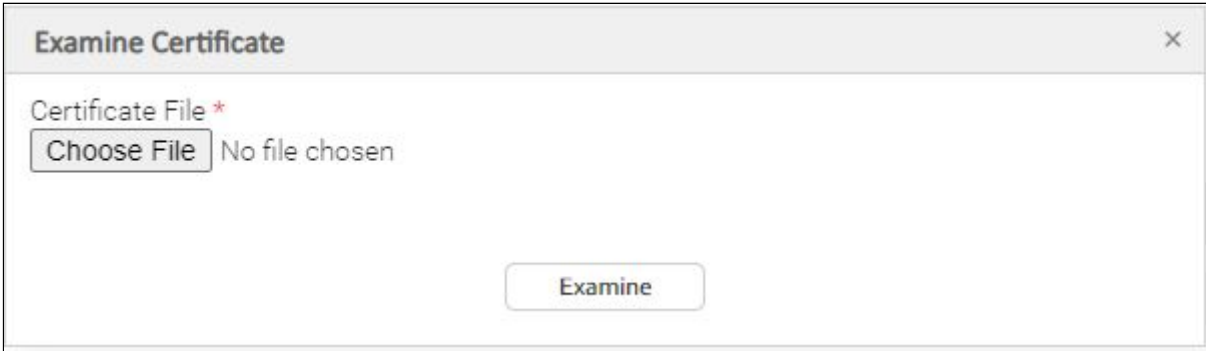 Examine Certificate ×
Certificate File *
Choose File No file chosen
Examine